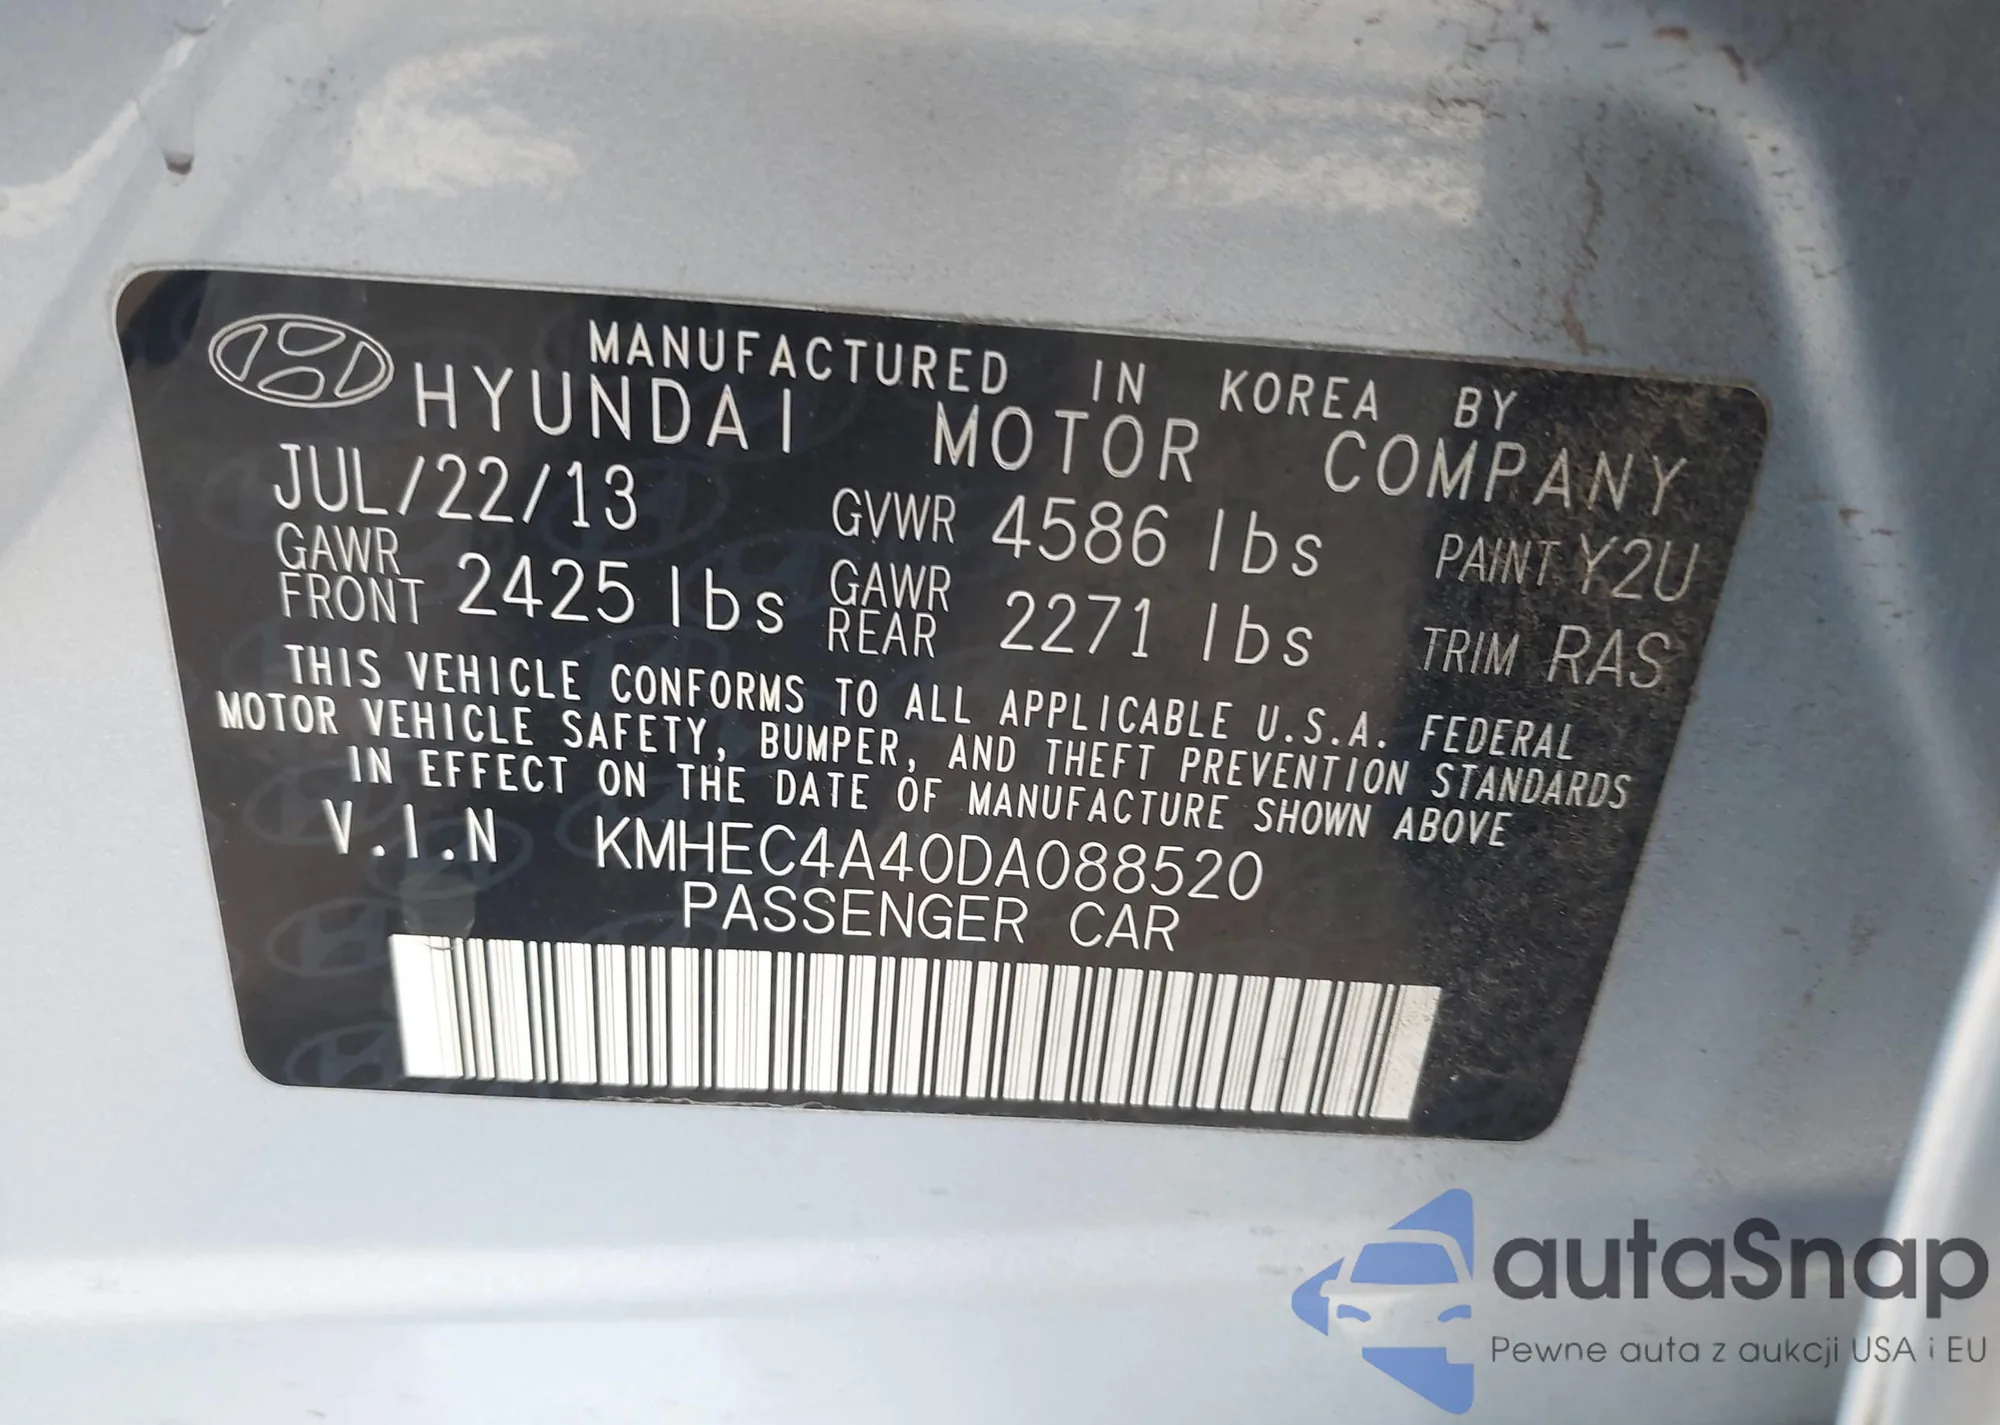 MANUFACTURED IN KOREA BY
HYUNDAI MOTOR COMPANY
JUL/22/13 GVWR 4586 lbs PAINT Y2U
GAWR FRONT 2425 lbs GAWR REAR 2271 lbs TRIM RAS
THIS VEHICLE CONFORMS TO ALL APPLICABLE U.S.A. FEDERAL
MOTOR VEHICLE SAFETY, BUMPER, AND THEFT PREVENTION STANDARDS
IN EFFECT ON THE DATE OF MANUFACTURE SHOWN ABOVE
V.I.N KMHEC4A40DA088520
PASSENGER CAR
autaSnap
Pewne auta z aukcji USA i EU